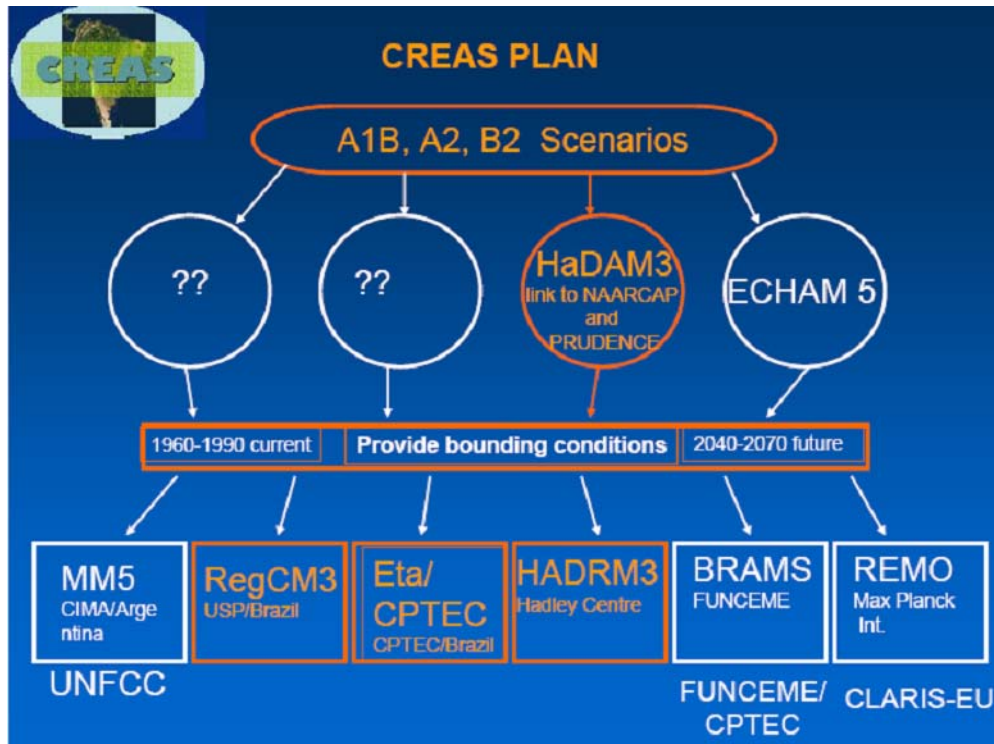 CREAS
CREAS PLAN
A1B, A2, B2 Scenarios
??
??
HaDAM3
link to NAARCAP
and
PRUDENCE
ECHAM 5
1960-1990 current
Provide bounding conditions
2040-2070 future
MM5
CIMA/Arge
ntina
UNFCC
RegCM3
USP/Brazil
Eta/
CPTEC
CPTEC/Brazil
HADRM3
Hadley Centre
BRAMS
FUNCEME
FUNCEME/
CPTEC
REMO
Max Planck
Int.
CLARIS-EU